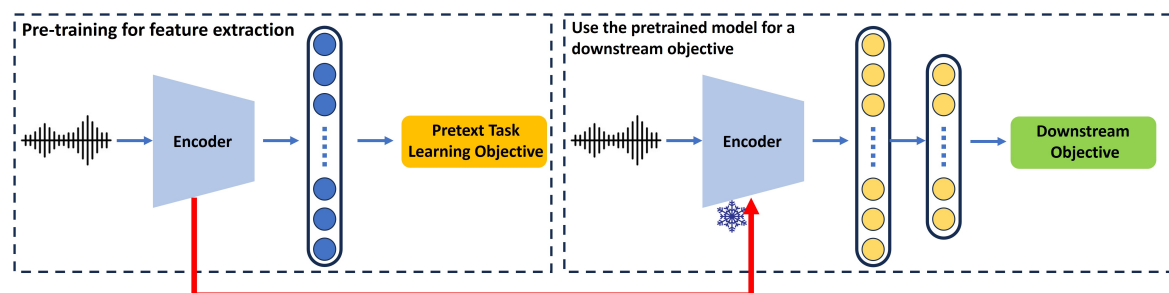 Pre-training for feature extraction
Encoder
Pretext Task
Learning Objective
Use the pretrained model for a
downstream objective
Encoder
Downstream
Objective